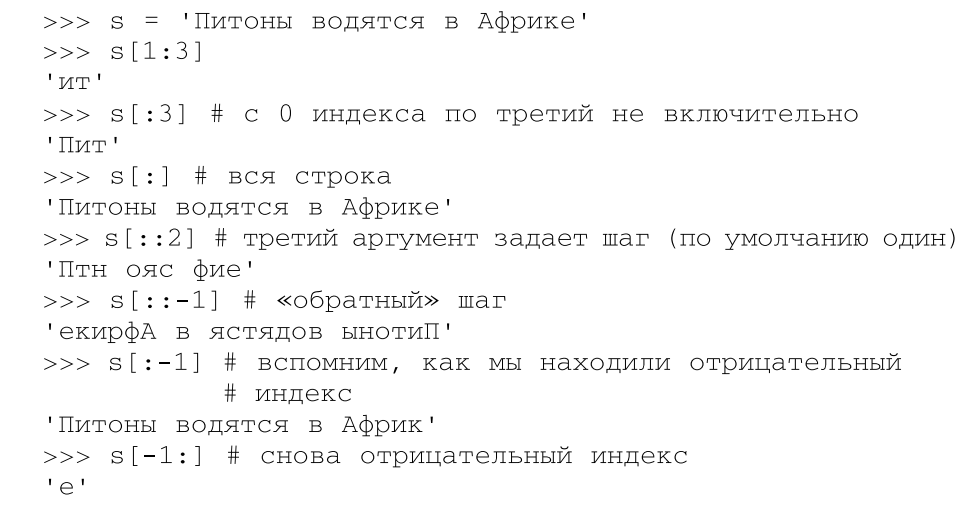 >>> s = 'Питоны водятся в Африке'
>>> s[1:3]
'ит'
>>> s[:3] # с 0 индекса по третий не включительно
'Пит'
>>> s[:] # вся строка
'Питоны водятся в Африке'
>>> s[::2] # третий аргумент задает шаг (по умолчанию один)
'Птн ояс фие'
>>> s[::-1] # «обратный» шаг
'екирфА в ястядов ынотиП'
>>> s[:-1] # вспомним, как мы находили отрицательный
# индекс
'Питоны водятся в Африк'
>>> s[-1:] # снова отрицательный индекс
'е'